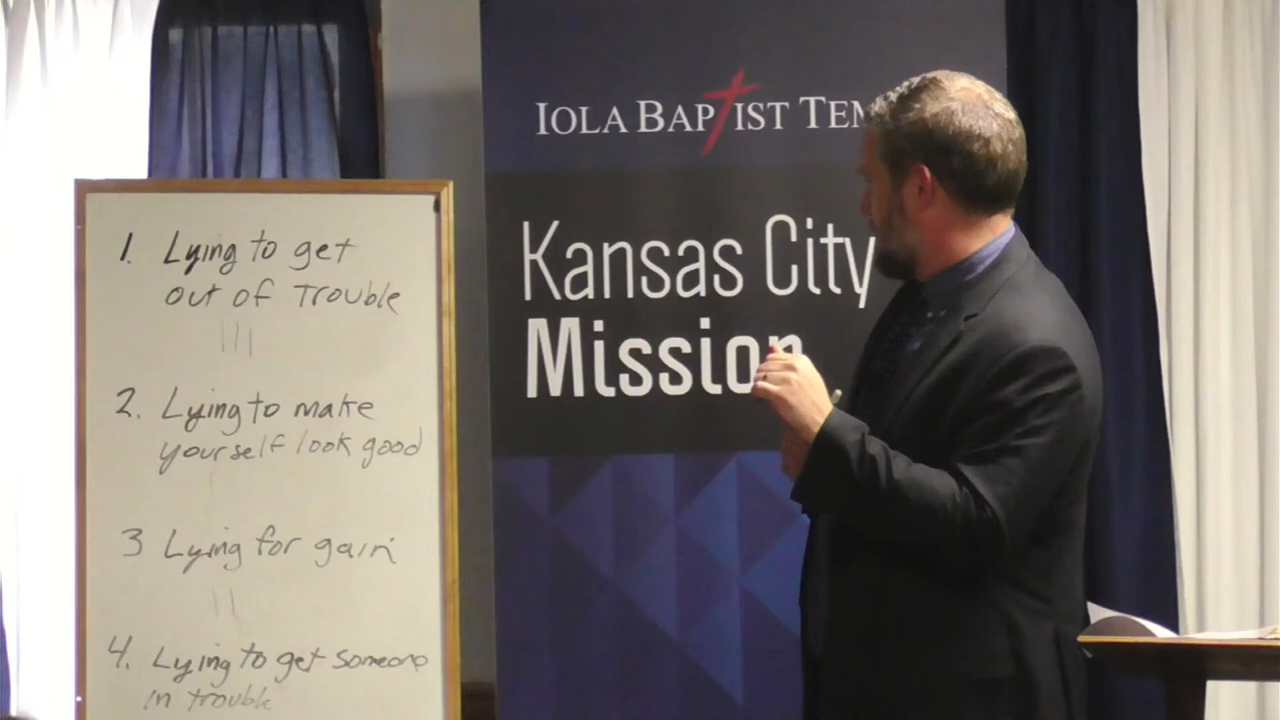 1. Lying to get
out of Trouble
|||
2. Lying to make
yourself look good
|
3 Lying for gain
||
4. Lying to get someone
in trouble
IOLA BAPTIST TEM
Kansas City
Mission